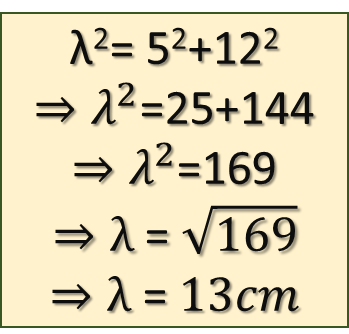 λ²= 5²+12²
⇒ λ²=25+144
⇒ λ²=169
⇒ λ = √169
⇒ λ = 13cm